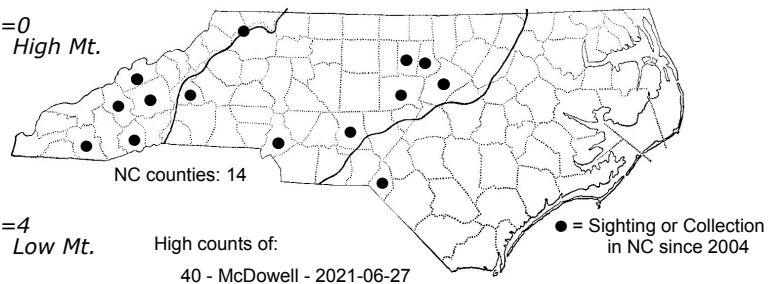 =0
High Mt.
NC counties: 14
=4
Low Mt.
High counts of:
40 - McDowell - 2021-06-27
● = Sighting or Collection
in NC since 2004